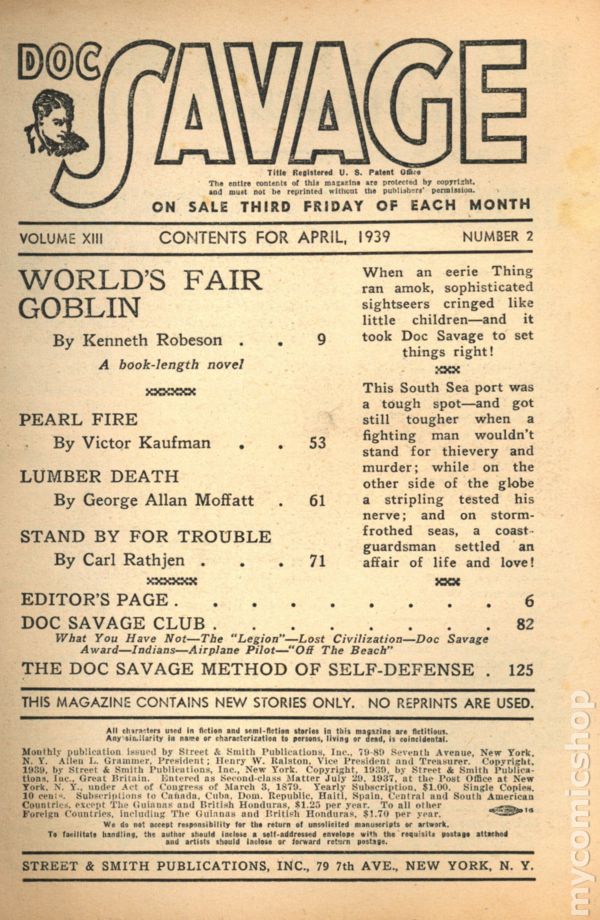 DOC SAVAGE
Title Registered U. S. Patent Office
The entire contents of this magazine are protected by copyright,
and must not be reprinted without the publishers' permission.
ON SALE THIRD FRIDAY OF EACH MONTH
VOLUME XIII CONTENTS FOR APRIL, 1939 NUMBER 2
WORLD'S FAIR
GOBLIN
By Kenneth Robeson . . 9
A book-length novel
PEARL FIRE
By Victor Kaufman . . 53
LUMBER DEATH
By George Allan Moffatt . 61
STAND BY FOR TROUBLE
By Carl Rathjen . . . 71
When an eerie Thing
ran amok, sophisticated
sightseers cringed like
little children—and it
took Doc Savage to set
things right!
This South Sea port was
a tough spot—and got
still tougher when a
fighting man wouldn't
stand for thievery and
murder; while on the
other side of the globe
a stripling tested his
nerve; and on storm-
frothed seas, a coast-
guardsman settled an
affair of life and love!
EDITOR'S PAGE . . . . . . . . . 6
DOC SAVAGE CLUB . . . . . . . . 82
What You Have Not—The "Legion"—Lost Civilization—Doc Savage
Award—Indians—Airplane Pilot—"Off The Beach"
THE DOC SAVAGE METHOD OF SELF-DEFENSE . 125
THIS MAGAZINE CONTAINS NEW STORIES ONLY. NO REPRINTS ARE USED.
All characters used in fiction and semi-fiction stories in this magazine are fictitious.
Any similarity in name or characterization to persons, living or dead, is coincidental.
Monthly publication issued by Street & Smith Publications, Inc., 79-89 Seventh Avenue, New York,
N. Y. Allen L. Grammer, President; Henry W. Ralston, Vice President and Treasurer. Copyright,
1939, by Street & Smith Publications, Inc., New York. Copyright, 1939, by Street & Smith Publica-
tions, Inc., Great Britain. Entered as Second-class Matter July 29, 1937, at the Post Office at New
York, N. Y., under Act of Congress of March 3, 1879. Yearly Subscription, $1.00. Single Copies,
10 cents. Subscriptions to Canada, Cuba, Dom. Republic, Haiti, Spain, Central and South American
Countries, except The Guianas and British Honduras, $1.25 per year. To all other
Foreign Countries, including The Guianas and British Honduras, $1.70 per year.
16
We do not accept responsibility for the return of unsolicited manuscripts or artwork.
To facilitate handling, the author should inclose a self-addressed envelope with the requisite postage attached
and artists should inclose or forward return postage.
STREET & SMITH PUBLICATIONS, INC., 79 7th AVE., NEW YORK, N. Y.
mycomicshop